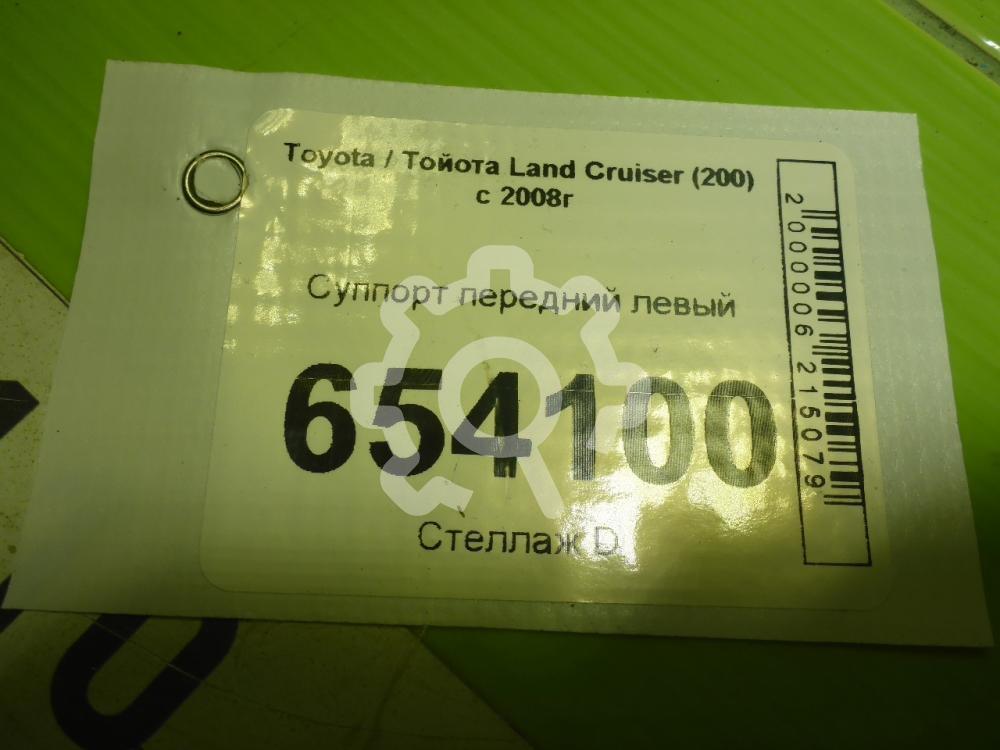 Toyota / Тойота Land Cruiser (200)
с 2008г
Суппорт передний левый
654100
Стеллаж D
2000006215079